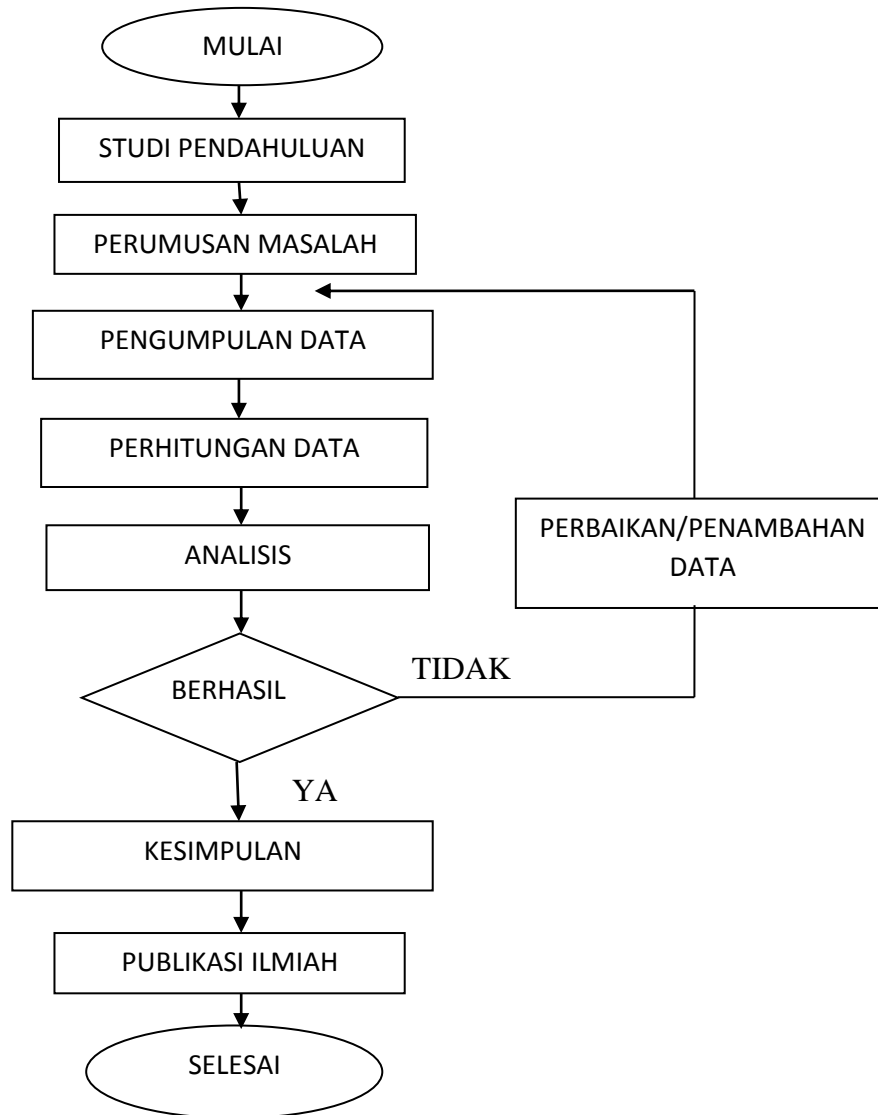 MULAI
STUDI PENDAHULUAN
PERUMUSAN MASALAH
PENGUMPULAN DATA
PERHITUNGAN DATA
ANALISIS
PERBAIKAN/PENAMBAHAN
DATA
BERHASIL
TIDAK
YA
KESIMPULAN
PUBLIKASI ILMIAH
SELESAI